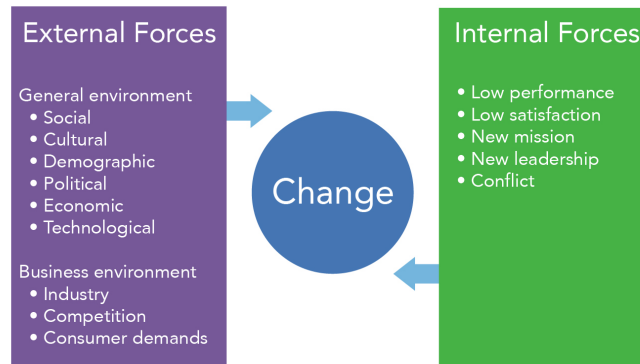 External Forces
General environment
• Social
• Cultural
• Demographic
• Political
• Economic
• Technological
Business environment
• Industry
• Competition
• Consumer demands
Change
Internal Forces
• Low performance
• Low satisfaction
• New mission
• New leadership
• Conflict